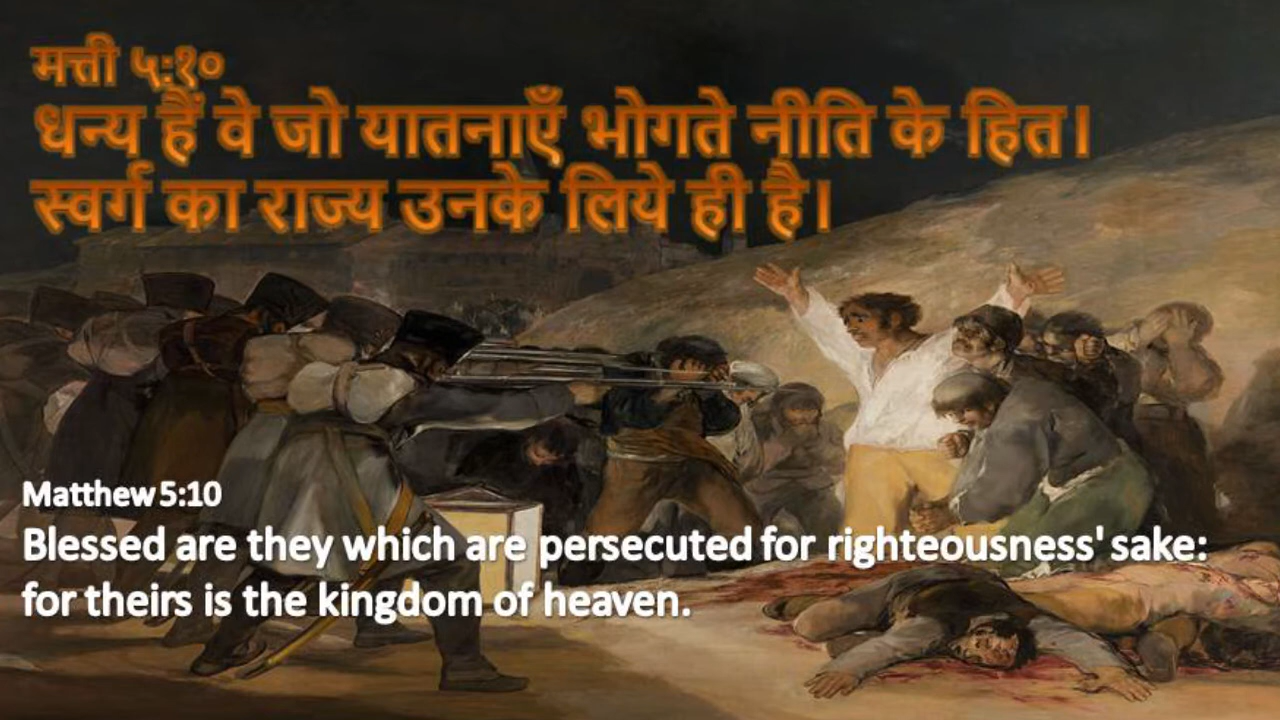 मत्ती ५:१०
धन्य हैं वे जो यातनाएँ भोगते नीति के हित।
स्वर्ग का राज्य उनके लिये ही है।
Matthew 5:10
Blessed are they which are persecuted for righteousness' sake:
for theirs is the kingdom of heaven.